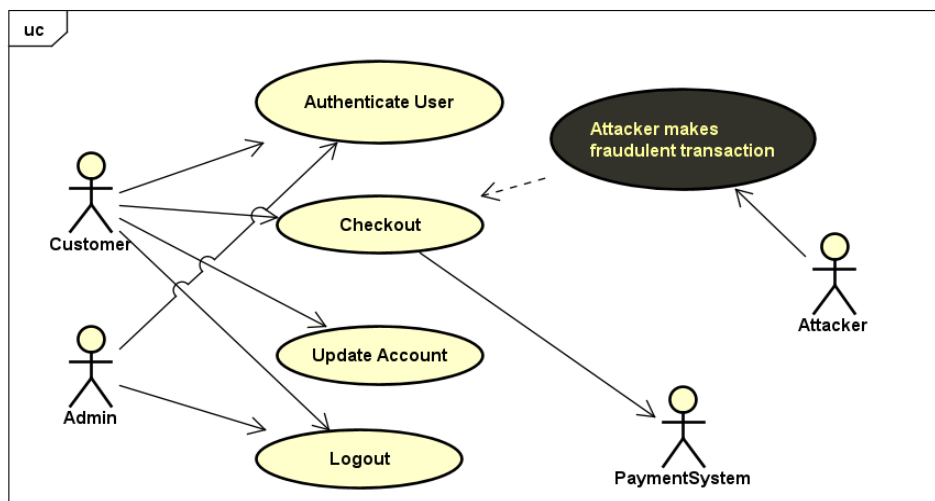 uc
Authenticate User
Attacker makes
fraudulent transaction
Customer
Checkout
Attacker
Update Account
Admin
Logout
PaymentSystem